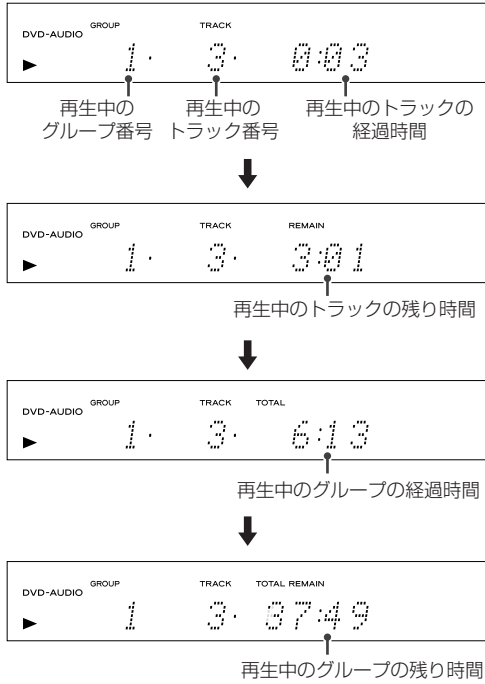 DVD-AUDIO GROUP TRACK
1· 3· 0:03
再生中の 再生中の 再生中のトラックの
グループ番号 トラック番号 経過時間
DVD-AUDIO GROUP TRACK REMAIN
1· 3· 3:01
再生中のトラックの残り時間
DVD-AUDIO GROUP TRACK TOTAL
1· 3· 6:13
再生中のグループの経過時間
DVD-AUDIO GROUP TRACK TOTAL REMAIN
1 3· 37:49
再生中のグループの残り時間